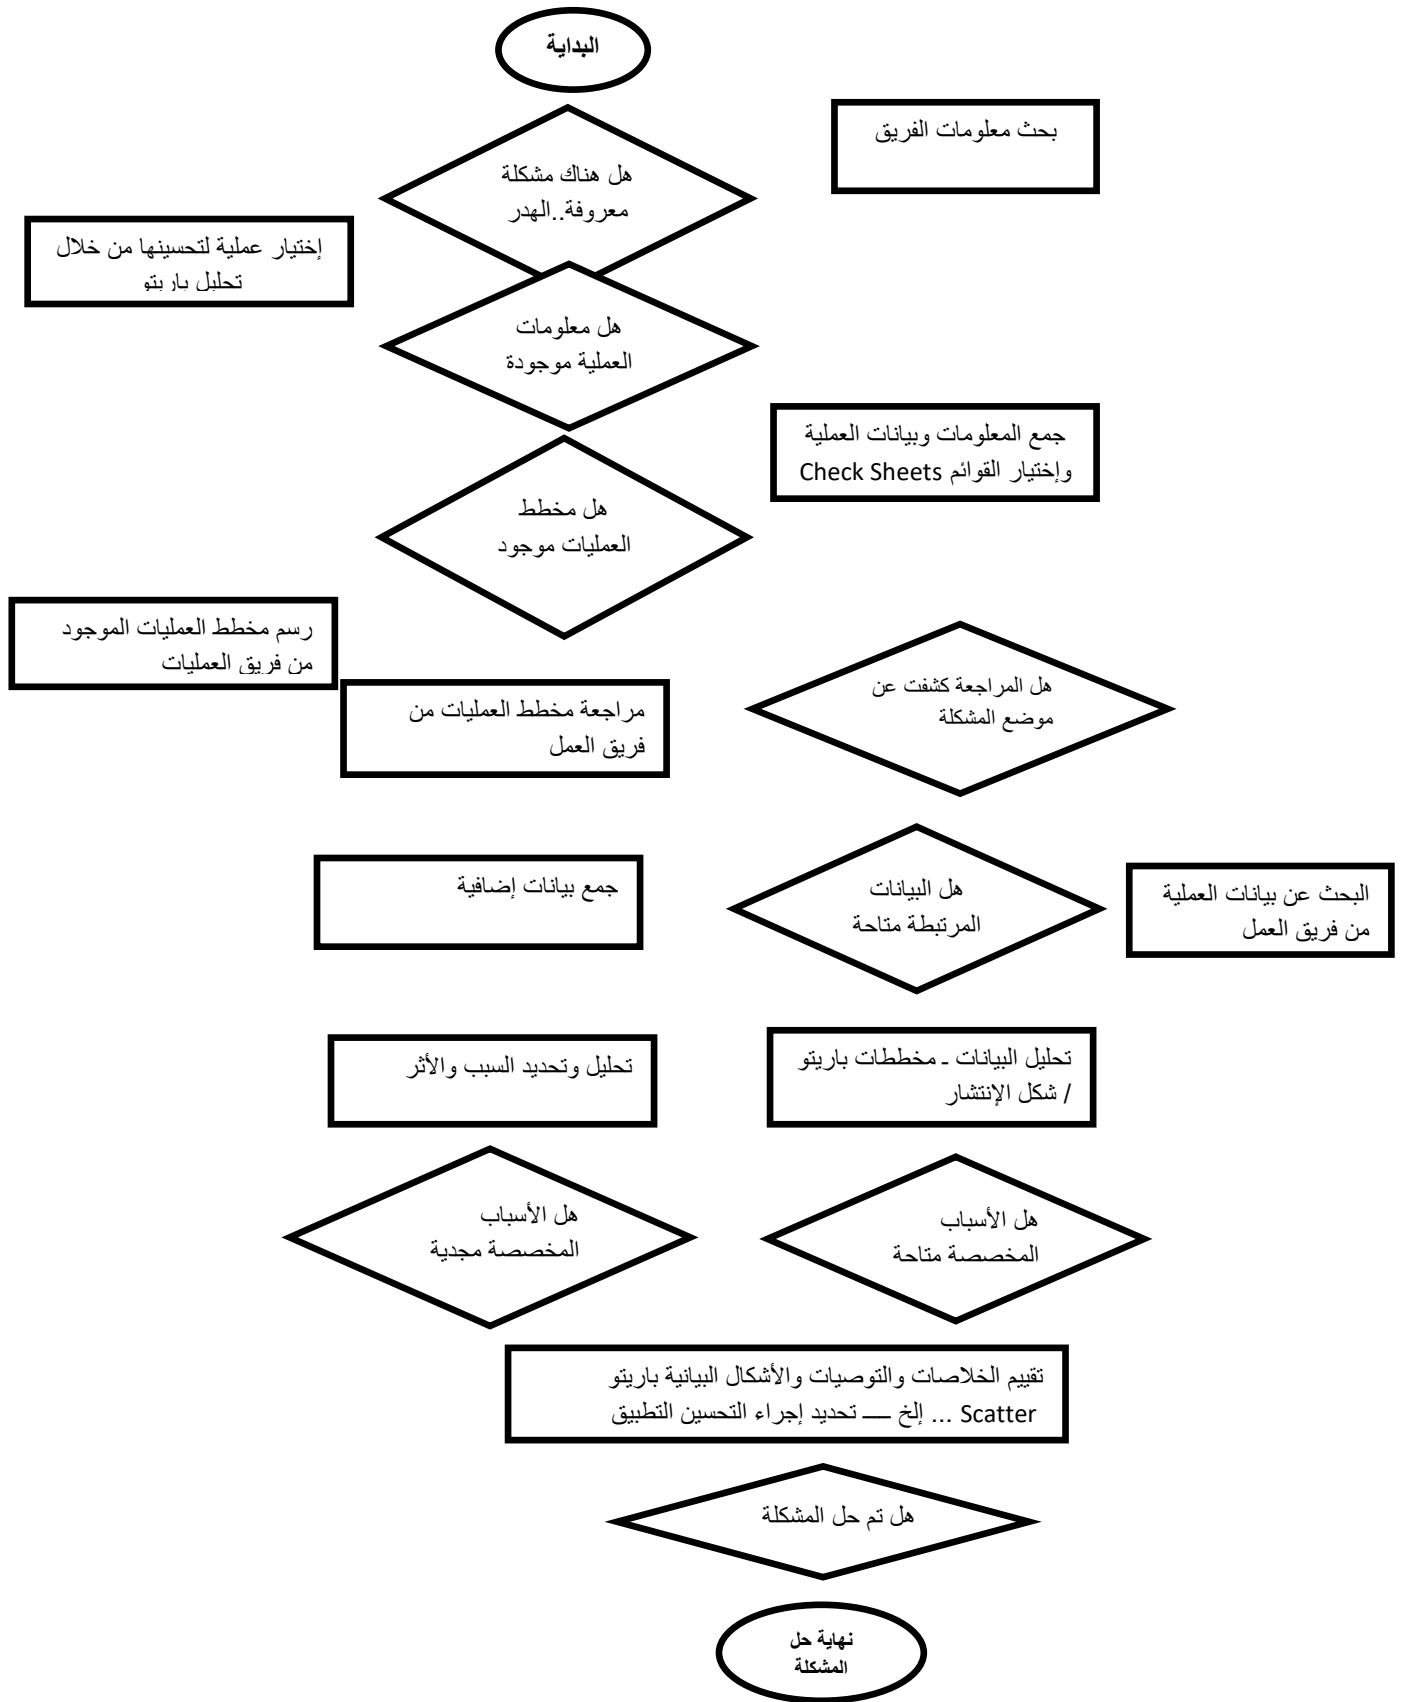 البداية
بحث معلومات الفريق
هل هناك مشكلة
معروفة..الهدر
إختيار عملية لتحسينها من خلال
تحليل باريتو
هل معلومات
العملية موجودة
جمع المعلومات وبيانات العملية
وإختيار القوائم Check Sheets
هل مخطط
العمليات موجود
رسم مخطط العمليات الموجود
من فريق العمليات
هل المراجعة كشفت عن
موضع المشكلة
مراجعة مخطط العمليات من
فريق العمل
البحث عن بيانات العملية
من فريق العمل
هل البيانات
المرتبطة متاحة
جمع بيانات إضافية
تحليل البيانات ـ مخططات باريتو
/ شكل الإنتشار
تحليل وتحديد السبب والأثر
هل الأسباب
المخصصة متاحة
هل الأسباب
المخصصة مجدية
تقييم الخلاصات والتوصيات والأشكال البيانية باريتو
Scatter ... إلخ ــــ تحديد إجراء التحسين التطبيق
هل تم حل المشكلة
نهاية حل
المشكلة